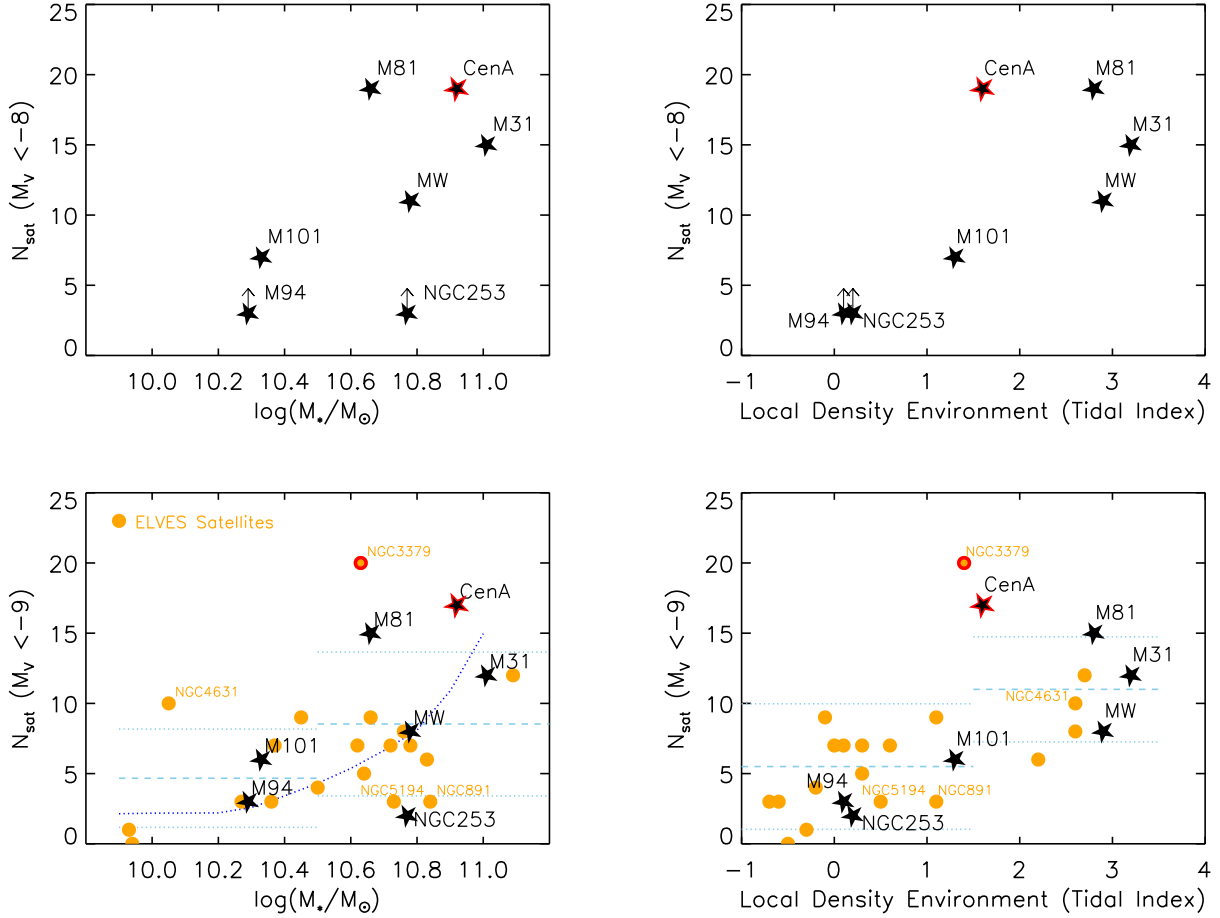 N_sat (M_V <-8)
25
20
15
10
5
0
M81
CenA
M31
MW
M101
M94
NGC253
10.0 10.2 10.4 10.6 10.8 11.0
log(M_*/M_⊙)
N_sat (M_V <-8)
25
20
15
10
5
0
CenA
M81
M31
MW
M101
M94
NGC253
-1 0 1 2 3 4
Local Density Environment (Tidal Index)
N_sat (M_V <-9)
25
20
15
10
5
0
ELVES Satellites
NGC3379
CenA
M81
M31
NGC4631
MW
M101
M94
NGC5194
NGC891
NGC253
10.0 10.2 10.4 10.6 10.8 11.0
log(M_*/M_⊙)
N_sat (M_V <-9)
25
20
15
10
5
0
NGC3379
CenA
M81
M31
NGC4631
MW
M101
M94
NGC5194
NGC891
NGC253
-1 0 1 2 3 4
Local Density Environment (Tidal Index)